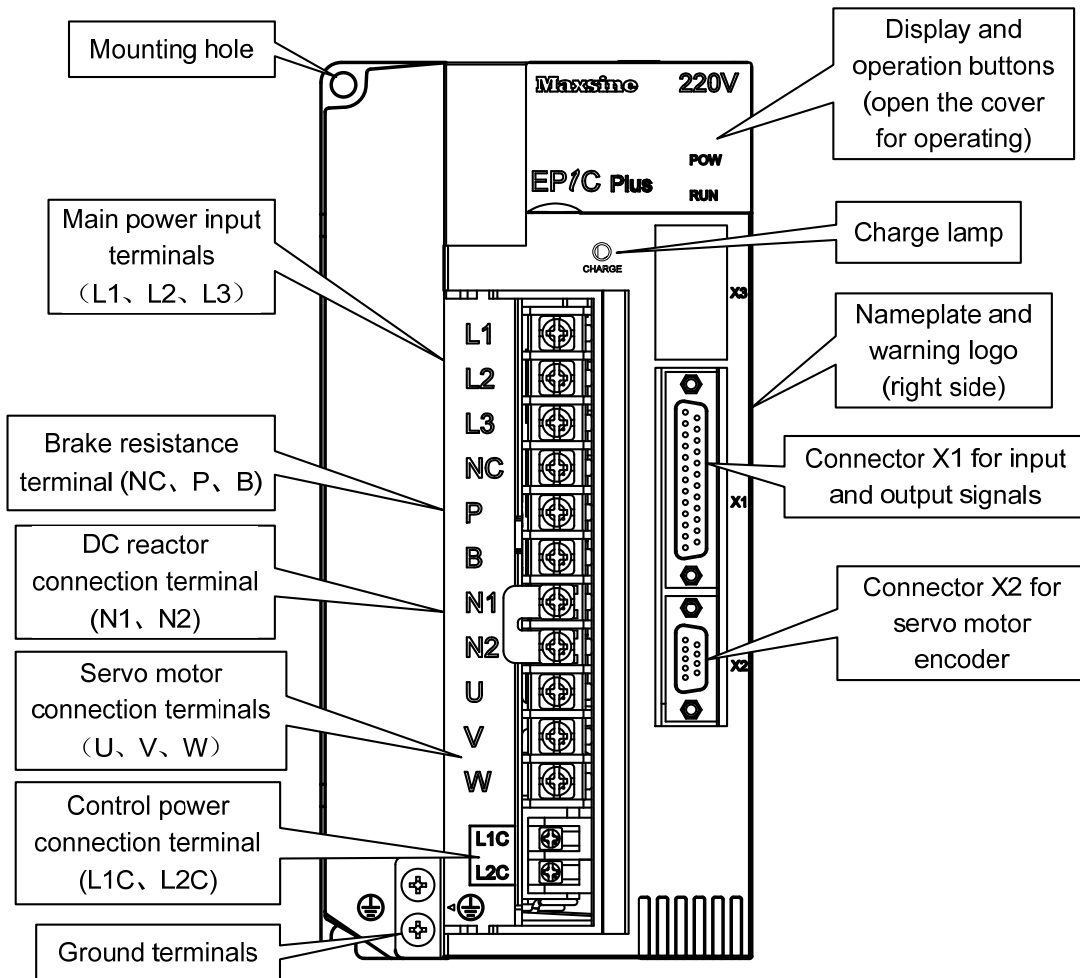 Mounting hole
Main power input
terminals
（L1、L2、L3）
Brake resistance
terminal (NC、P、B)
DC reactor
connection terminal
(N1、N2)
Servo motor
connection terminals
（U、V、W）
Control power
connection terminal
(L1C、L2C)
Ground terminals
Maxsine 220V
POW
EP1C Plus
RUN
CHARGE
L1
L2
L3
NC
P
B
N1
N2
U
V
W
L1C
L2C
X3
X1
X2
Display and
operation buttons
(open the cover
for operating)
Charge lamp
Nameplate and
warning logo
(right side)
Connector X1 for input
and output signals
Connector X2 for
servo motor
encoder